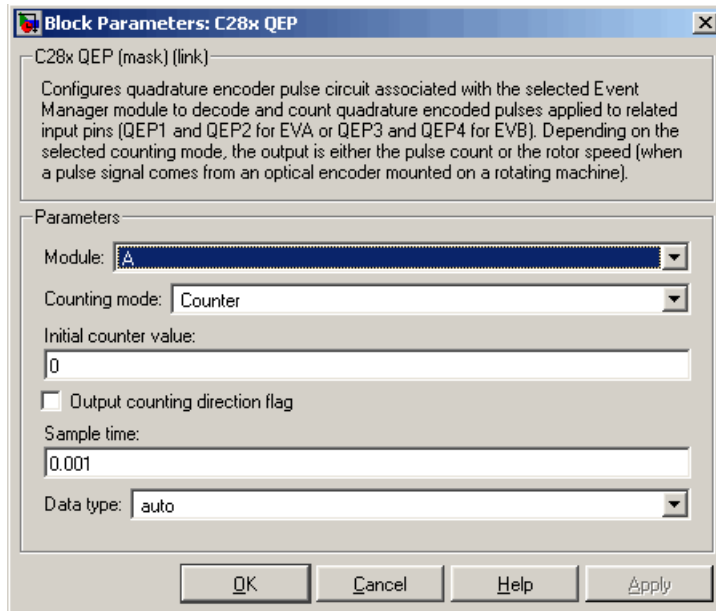 Block Parameters: C28x QEP
C28x QEP (mask) (link)
Configures quadrature encoder pulse circuit associated with the selected Event
Manager module to decode and count quadrature encoded pulses applied to related
input pins (QEP1 and QEP2 for EVA or QEP3 and QEP4 for EVB). Depending on the
selected counting mode, the output is either the pulse count or the rotor speed (when
a pulse signal comes from an optical encoder mounted on a rotating machine).
Parameters
Module: A
Counting mode: Counter
Initial counter value:
0
Output counting direction flag
Sample time:
0.001
Data type: auto
OK Cancel Help Apply